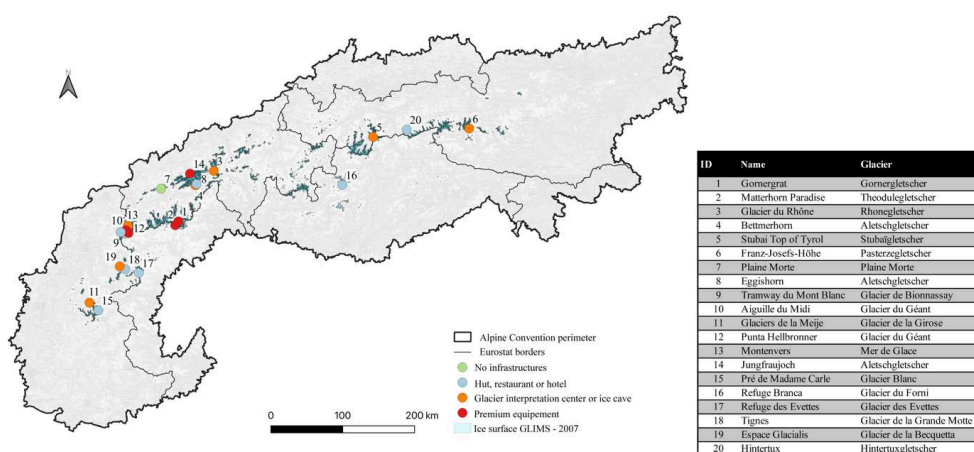 N
14
3
7
8
4
2
1
10
13
12
9
19
18
17
11
15
5
20
6
16
Alpine Convention perimeter
Eurostat borders
No infrastructures
Hut, restaurant or hotel
Glacier interpretation center or ice cave
Premium equipement
Ice surface GLIMS - 2007
0 100 200 km
ID Name Glacier
1 Gornergrat Gornergletscher
2 Matterhorn Paradise Theodulegletscher
3 Glacier du Rhône Rhonegletscher
4 Bettmerhorn Aletschgletscher
5 Stubai Top of Tyrol Stubaïgletscher
6 Franz-Josefs-Höhe Pasterzegletscher
7 Plaine Morte Plaine Morte
8 Eggishorn Aletschgletscher
9 Tramway du Mont Blanc Glacier de Bionnassay
10 Aiguille du Midi Glacier du Géant
11 Glaciers de la Meije Glacier de la Girose
12 Punta Hellbronner Glacier du Géant
13 Montenvers Mer de Glace
14 Jungfraujoch Aletschgletscher
15 Pré de Madame Carle Glacier Blanc
16 Refuge Branca Glacier du Forni
17 Refuge des Evettes Glacier des Evettes
18 Tignes Glacier de la Grande Motte
19 Espace Glacialis Glacier de la Becquetta
20 Hintertux Hintertuxgletscher